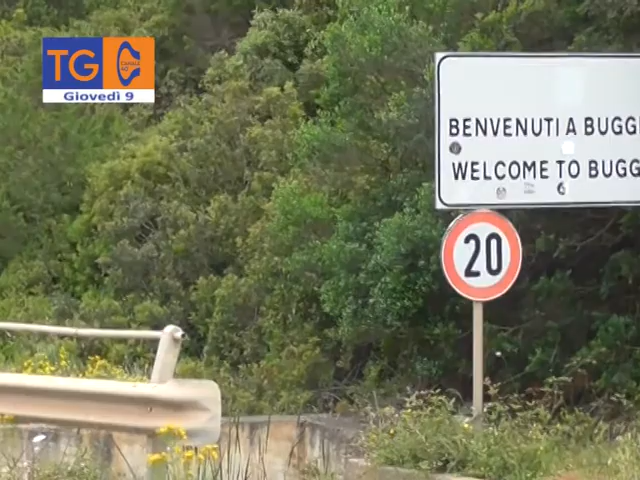 TG
Giovedì 9
BENVENUTI A BUGG
WELCOME TO BUGG
20